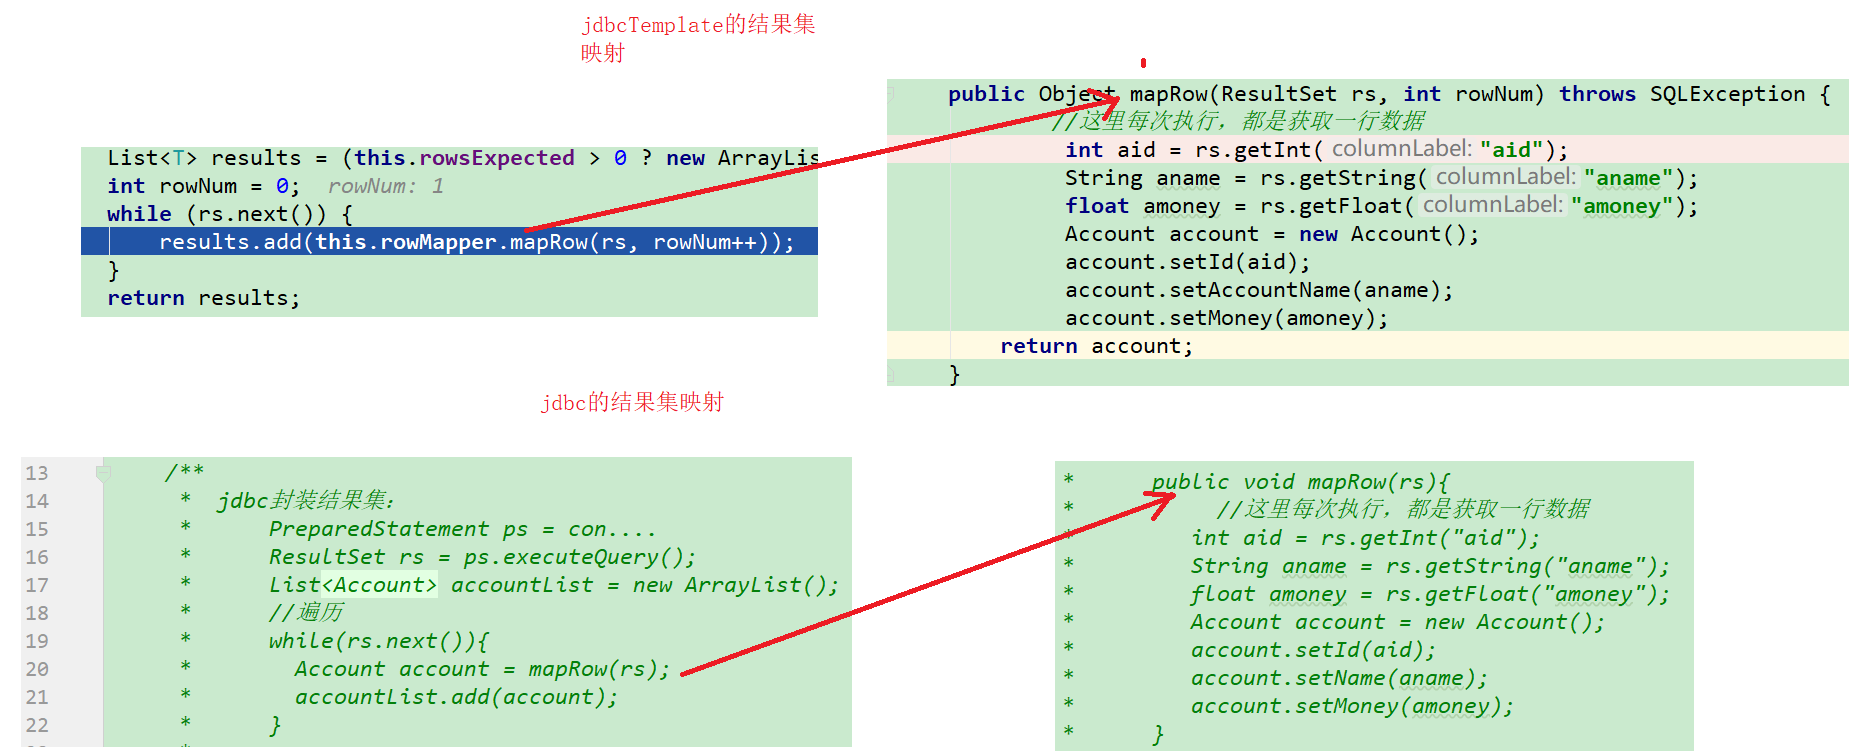 jdbcTemplate的结果集
映射
List<T> results = (this.rowsExpected > 0 ? new ArrayLis
int rowNum = 0;  rowNum: 1
while (rs.next()) {
    results.add(this.rowMapper.mapRow(rs, rowNum++));
}
return results;
public Object mapRow(ResultSet rs, int rowNum) throws SQLException {
//这里每次执行，都是获取一行数据
int aid = rs.getInt( columnLabel: "aid");
String aname = rs.getString( columnLabel: "aname");
float amoney = rs.getFloat( columnLabel: "amoney");
Account account = new Account();
account.setId(aid);
account.setAccountName(aname);
account.setMoney(amoney);
return account;
}
jdbc的结果集映射
13 /**
14 * jdbc封装结果集：
15 * PreparedStatement ps = con....
16 * ResultSet rs = ps.executeQuery();
17 * List<Account> accountList = new ArrayList();
18 * //遍历
19 * while(rs.next()){
20 * Account account = mapRow(rs);
21 * accountList.add(account);
22 * }
* public void mapRow(rs){
* //这里每次执行，都是获取一行数据
* int aid = rs.getInt("aid");
* String aname = rs.getString("aname");
* float amoney = rs.getFloat("amoney");
* Account account = new Account();
* account.setId(aid);
* account.setName(aname);
* account.setMoney(amoney);
* }